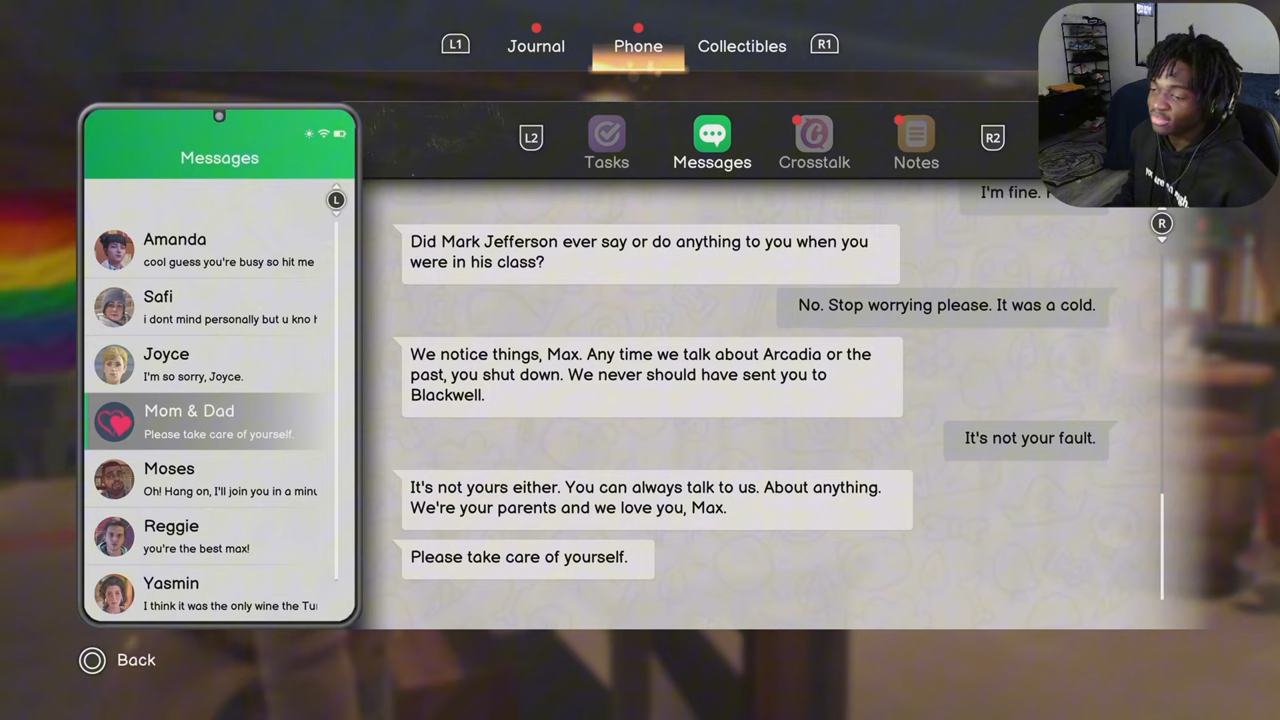 L1
Journal
Phone
Collectibles
R1
L2
Tasks
Messages
Crosstalk
Notes
R2
Messages
L
Amanda
cool guess you're busy so hit me
Safi
i dont mind personally but u kno
Joyce
I'm so sorry, Joyce.
Mom & Dad
Please take care of yourself.
Moses
Oh! Hang on, I'll join you in a
Reggie
you're the best max!
Yasmin
I think it was the only wine the
I'm fine.
R
Did Mark Jefferson ever say or do anything to you when you
were in his class?
No. Stop worrying please. It was a cold.
We notice things, Max. Any time we talk about Arcadia or the
past, you shut down. We never should have sent you to
Blackwell.
It's not your fault.
It's not yours either. You can always talk to us. About anything.
We're your parents and we love you, Max.
Please take care of yourself.
Back